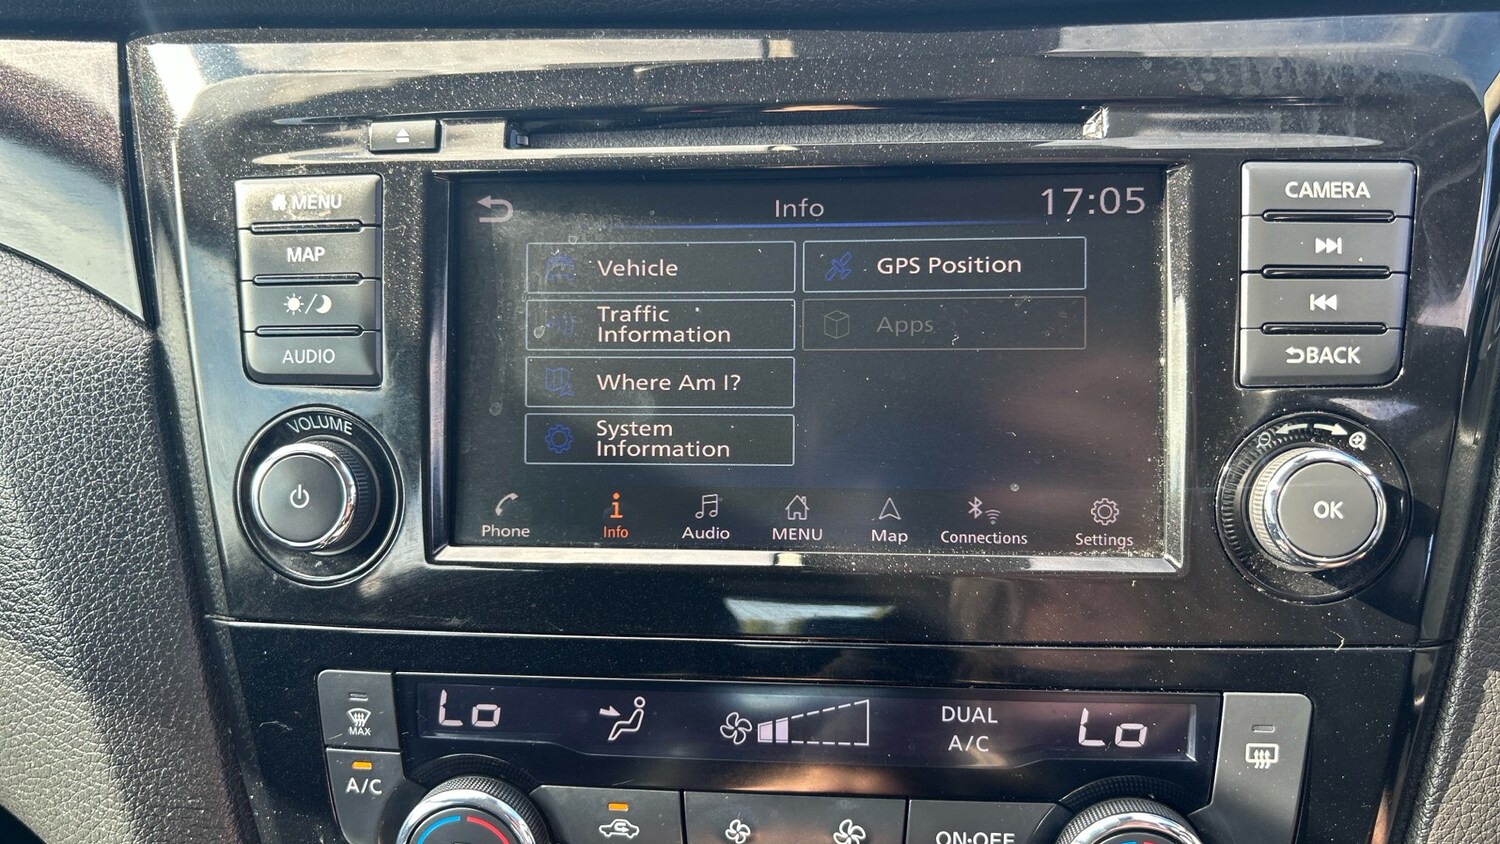 MENU
MAP
AUDIO
VOLUME
Info
17:05
Vehicle
GPS Position
Traffic
Information
Apps
Where Am I?
System
Information
Phone
Info
Audio
MENU
Map
Connections
Settings
CAMERA
BACK
OK
MAX
A/C
Lo
DUAL
A/C
Lo
ON·OFF